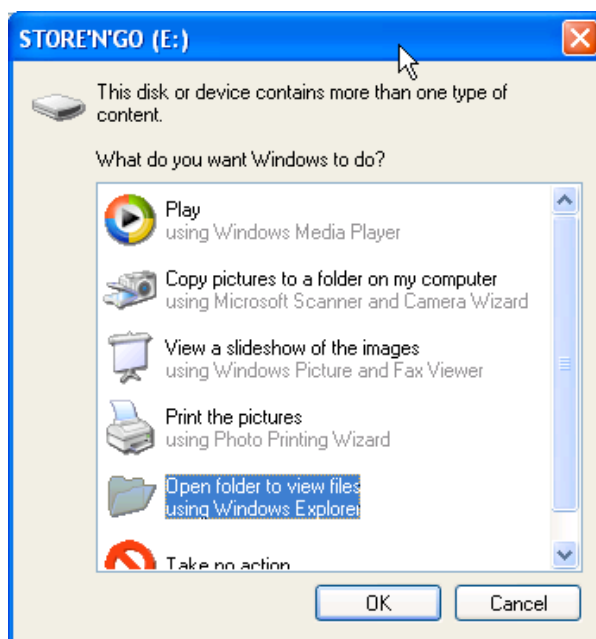 STORE'N'GO (E:)
This disk or device contains more than one type of
content.
What do you want Windows to do?
Play
using Windows Media Player
Copy pictures to a folder on my computer
using Microsoft Scanner and Camera Wizard
View a slideshow of the images
using Windows Picture and Fax Viewer
Print the pictures
using Photo Printing Wizard
Open folder to view files
using Windows Explorer
Take no action
OK
Cancel